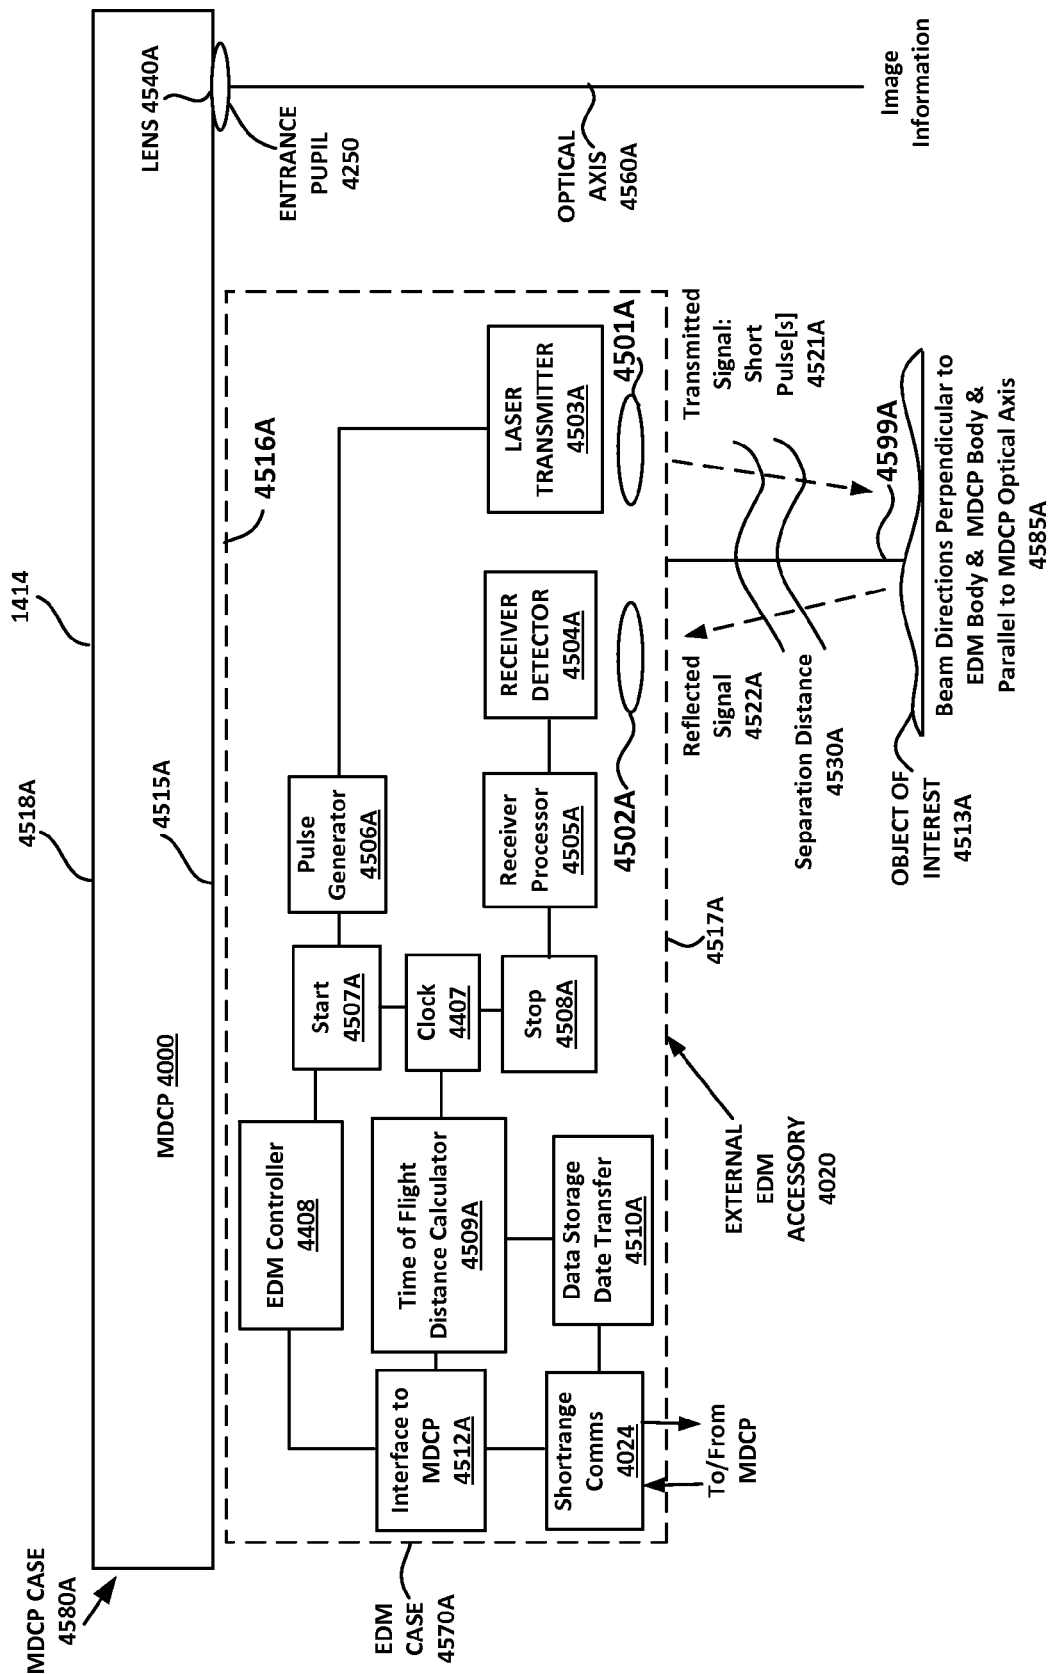 MDCP CASE
4580A
4518A
1414
MDCP 4000
4515A
LENS 4540A
ENTRANCE
PUPIL
4250
4516A
OPTICAL
AXIS
4560A
Image
Information
EDM
CASE
4570A
EDM Controller
4408
Start
4507A
Pulse
Generator
4506A
Interface to
MDCP
4512A
Time of Flight
Distance Calculator
4509A
Clock
4407
LASER
TRANSMITTER
4503A
Shortrange
Comms
4024
Data Storage
Date Transfer
4510A
Stop
4508A
Receiver
Processor
4505A
RECEIVER
DETECTOR
4504A
4502A
4501A
To/From
MDCP
EXTERNAL
EDM
ACCESSORY
4020
4517A
Reflected
Signal
4522A
Transmitted
Signal:
Short
Pulse[s]
4521A
Separation Distance
4530A
4599A
OBJECT OF
INTEREST
4513A
Beam Directions Perpendicular to
EDM Body & MDCP Body &
Parallel to MDCP Optical Axis
4585A